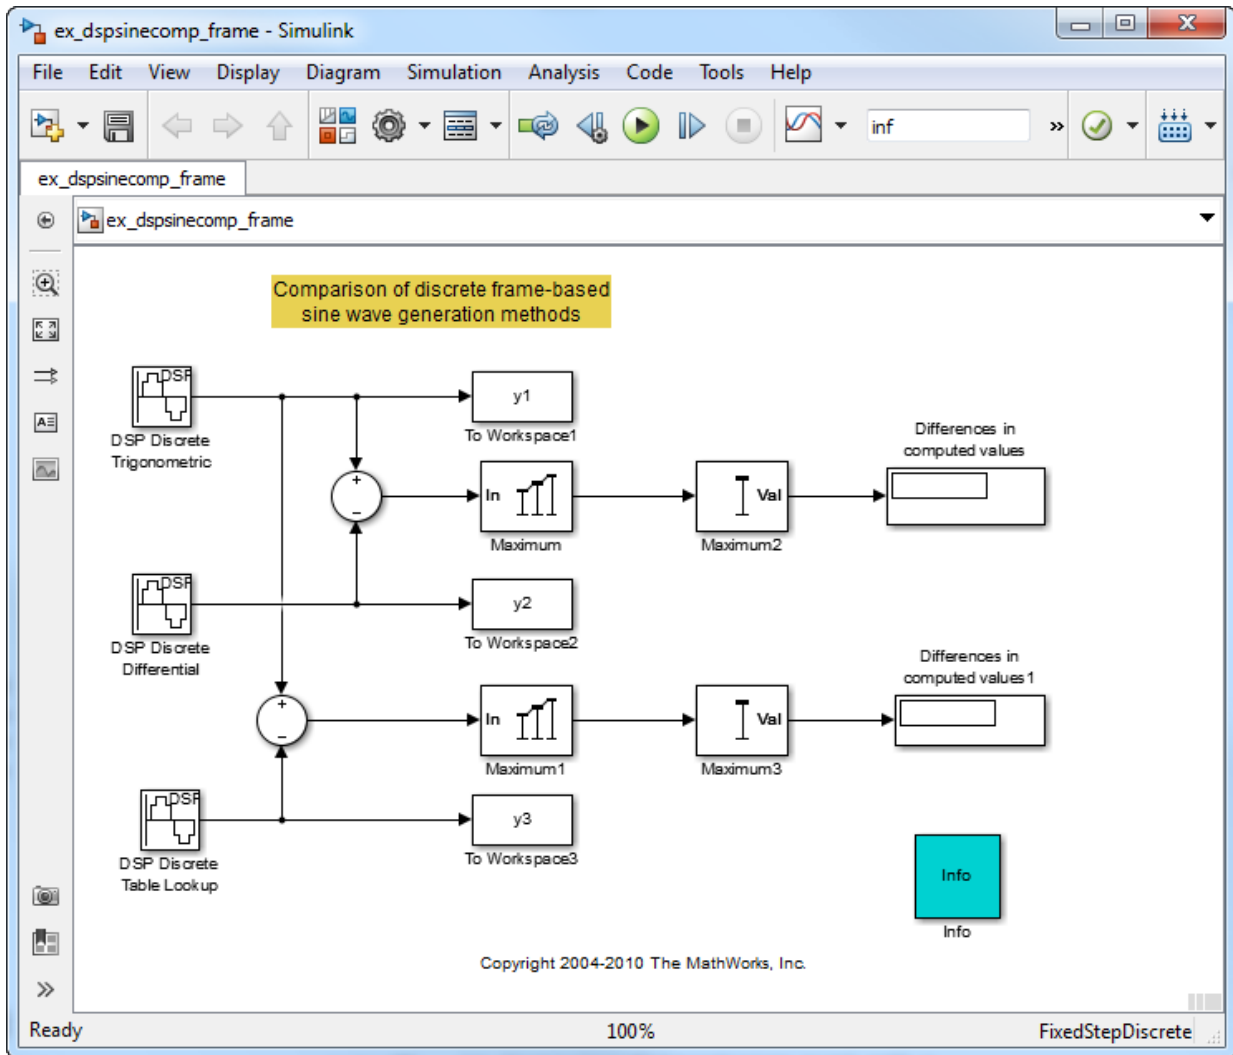 ex_dspsinecomp_frame - Simulink
File Edit View Display Diagram Simulation Analysis Code Tools Help
inf
ex_dspsinecomp_frame
ex_dspsinecomp_frame
Comparison of discrete frame-based
sine wave generation methods
DSP
DSP Discrete
Trigonometric
y1
To Workspace1
+
−
In
Maximum
Val
Maximum2
Differences in
computed values
DSP
DSP Discrete
Differential
y2
To Workspace2
+
−
In
Maximum1
Val
Maximum3
Differences in
computed values1
DSP
DSP Discrete
Table Lookup
y3
To Workspace3
Info
Info
Copyright 2004-2010 The MathWorks, Inc.
Ready 100% FixedStepDiscrete